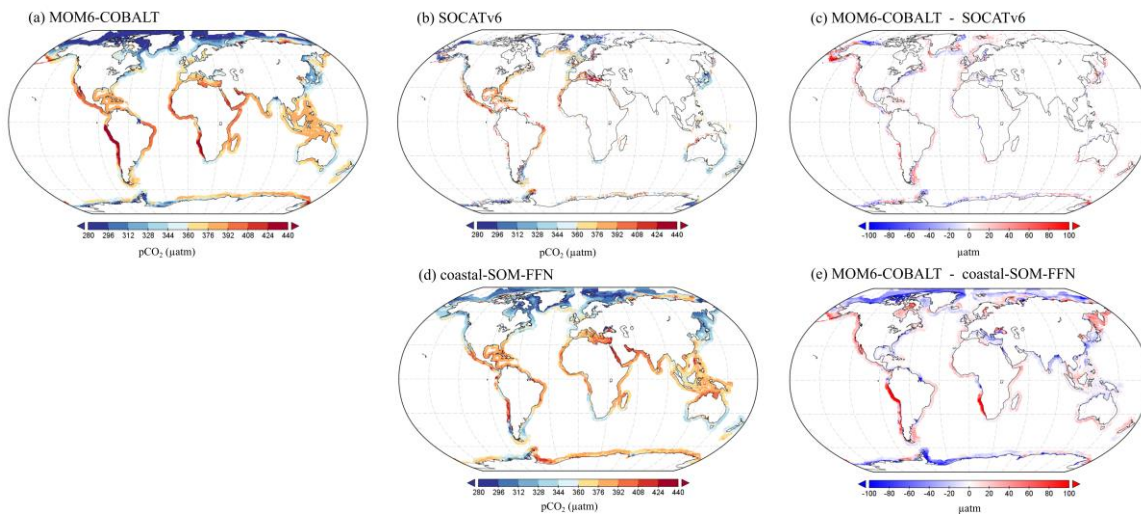 (a) MOM6-COBALT
(b) SOCATv6
(c) MOM6-COBALT - SOCATv6
280 296 312 328 344 360 376 392 408 424 440
pCO₂ (µatm)
280 296 312 328 344 360 376 392 408 424 440
pCO₂ (µatm)
-100 -80 -60 -40 -20 0 20 40 60 80 100
µatm
(d) coastal-SOM-FFN
(e) MOM6-COBALT - coastal-SOM-FFN
280 296 312 328 344 360 376 392 408 424 440
pCO₂ (µatm)
-100 -80 -60 -40 -20 0 20 40 60 80 100
µatm